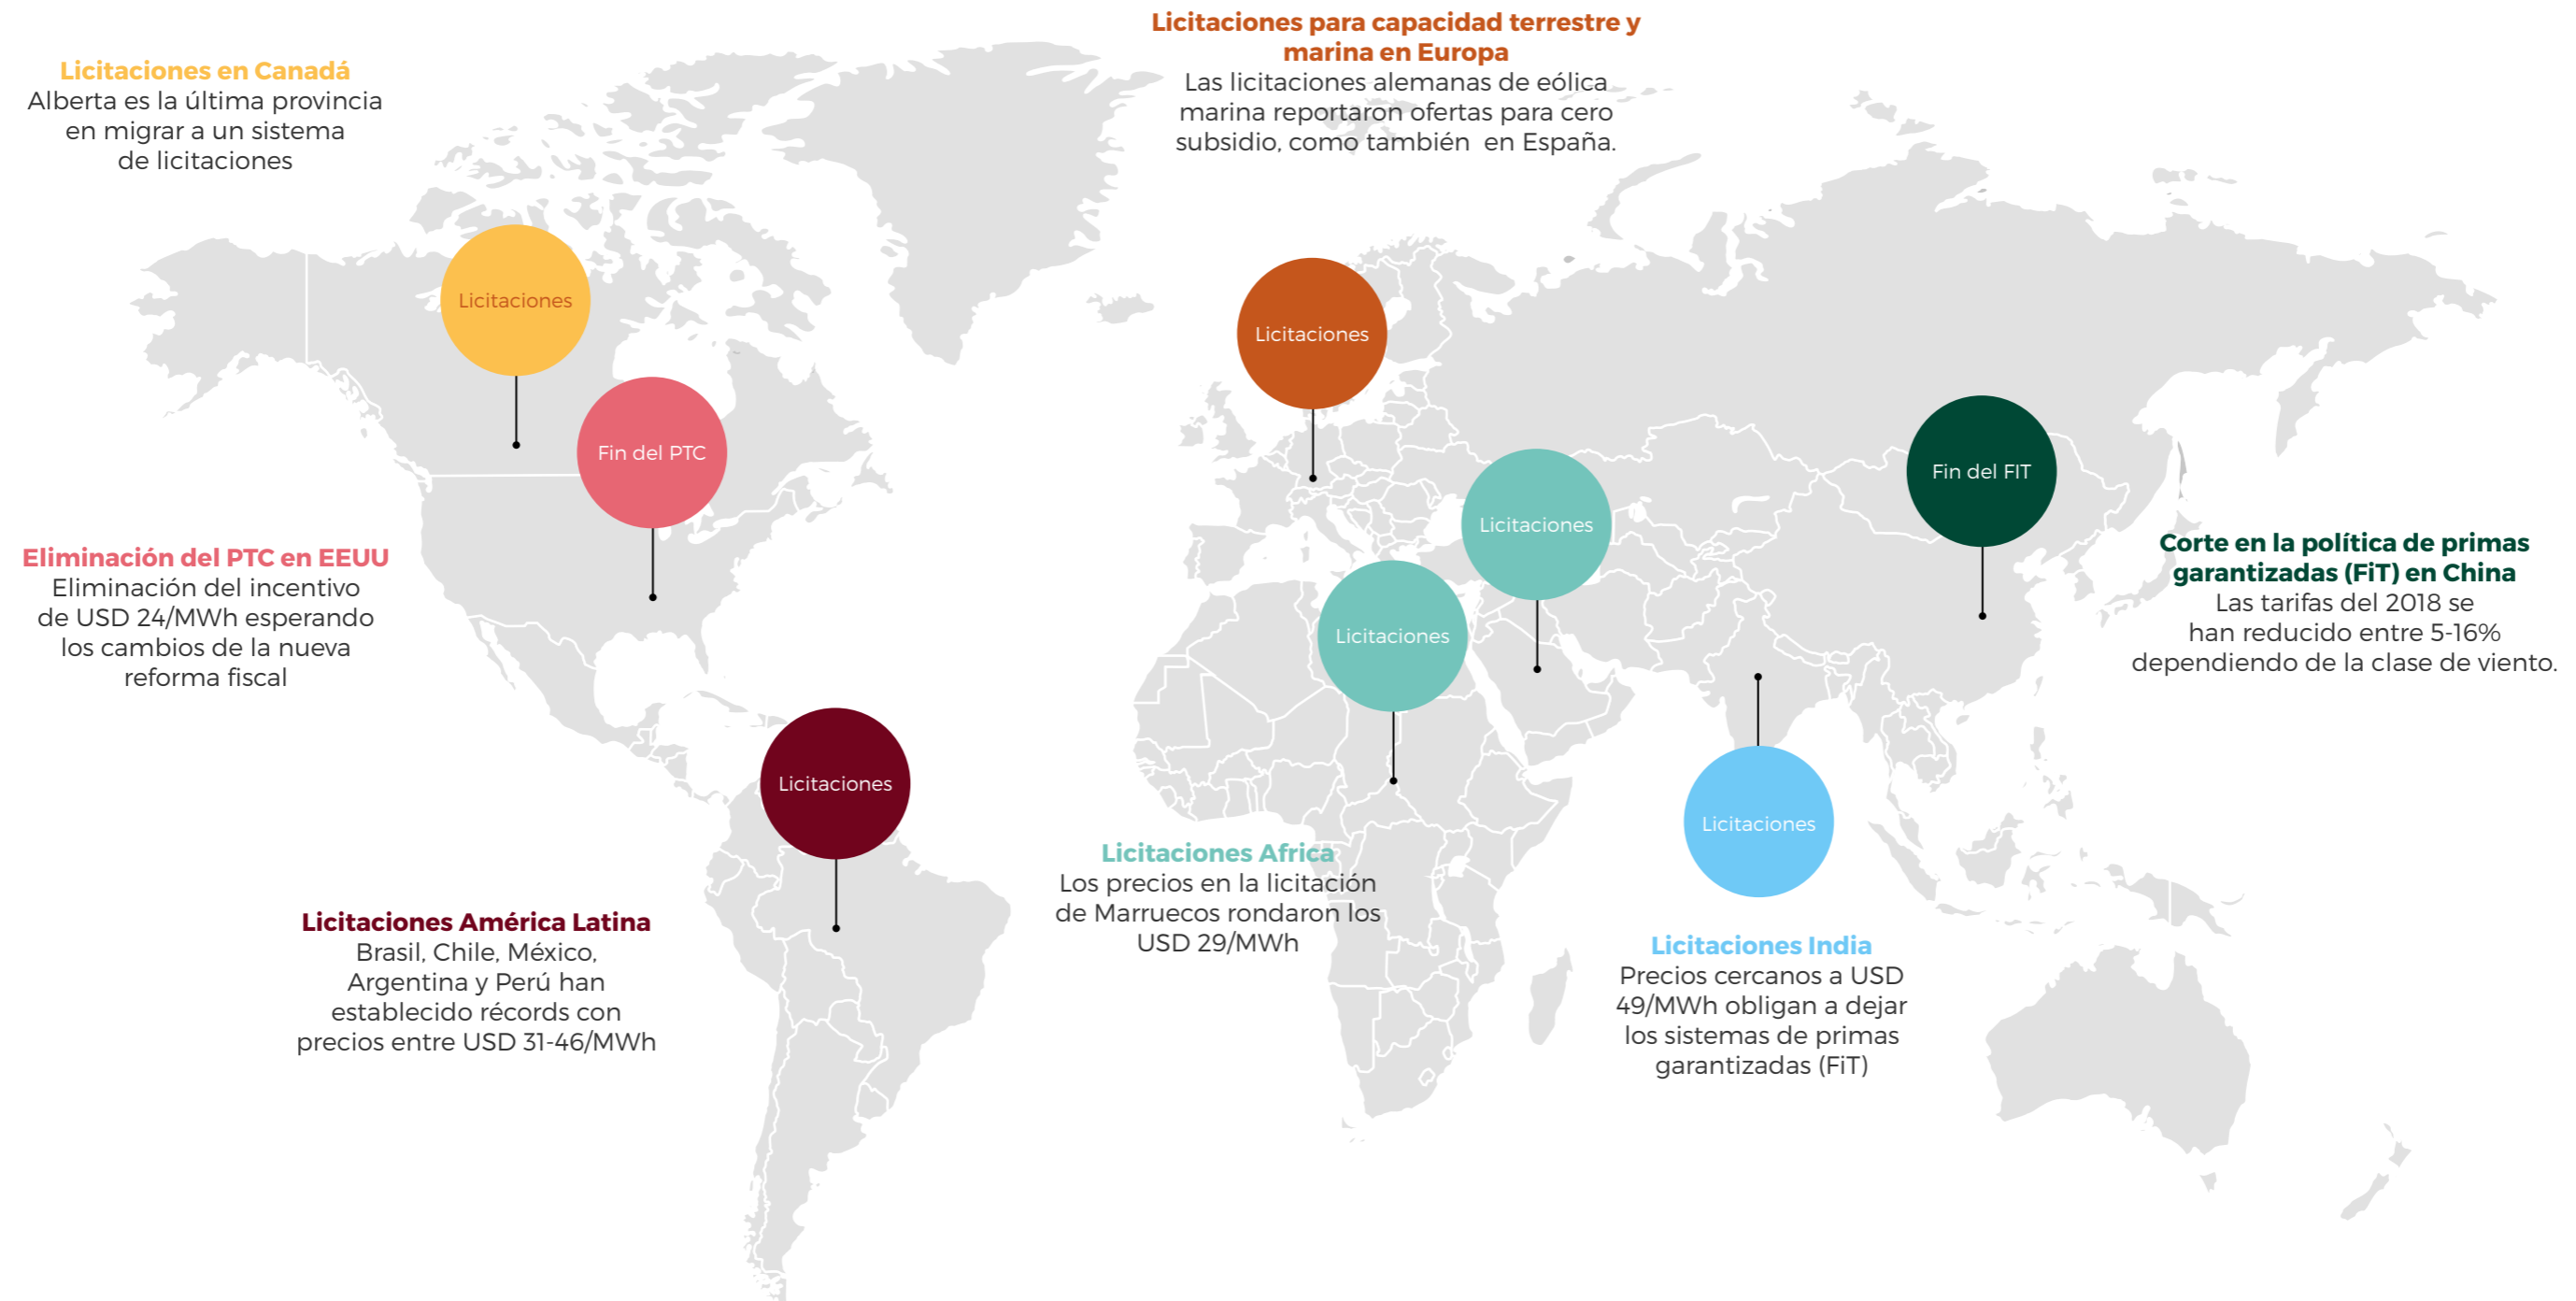 Licitaciones en Canadá
Alberta es la última provincia
en migrar a un sistema
de licitaciones
Licitaciones para capacidad terrestre y
marina en Europa
Las licitaciones alemanas de eólica
marina reportaron ofertas para cero
subsidio, como también en España.
Licitaciones
Licitaciones
Fin del PTC
Fin del FIT
Licitaciones
Licitaciones
Eliminación del PTC en EEUU
Eliminación del incentivo
de USD 24/MWh esperando
los cambios de la nueva
reforma fiscal
Corte en la política de primas
garantizadas (FiT) en China
Las tarifas del 2018 se
han reducido entre 5-16%
dependiendo de la clase de viento.
Licitaciones
Licitaciones
Licitaciones América Latina
Brasil, Chile, México,
Argentina y Perú han
establecido récords con
precios entre USD 31-46/MWh
Licitaciones Africa
Los precios en la licitación
de Marruecos rondaron los
USD 29/MWh
Licitaciones India
Precios cercanos a USD
49/MWh obligan a dejar
los sistemas de primas
garantizadas (FiT)